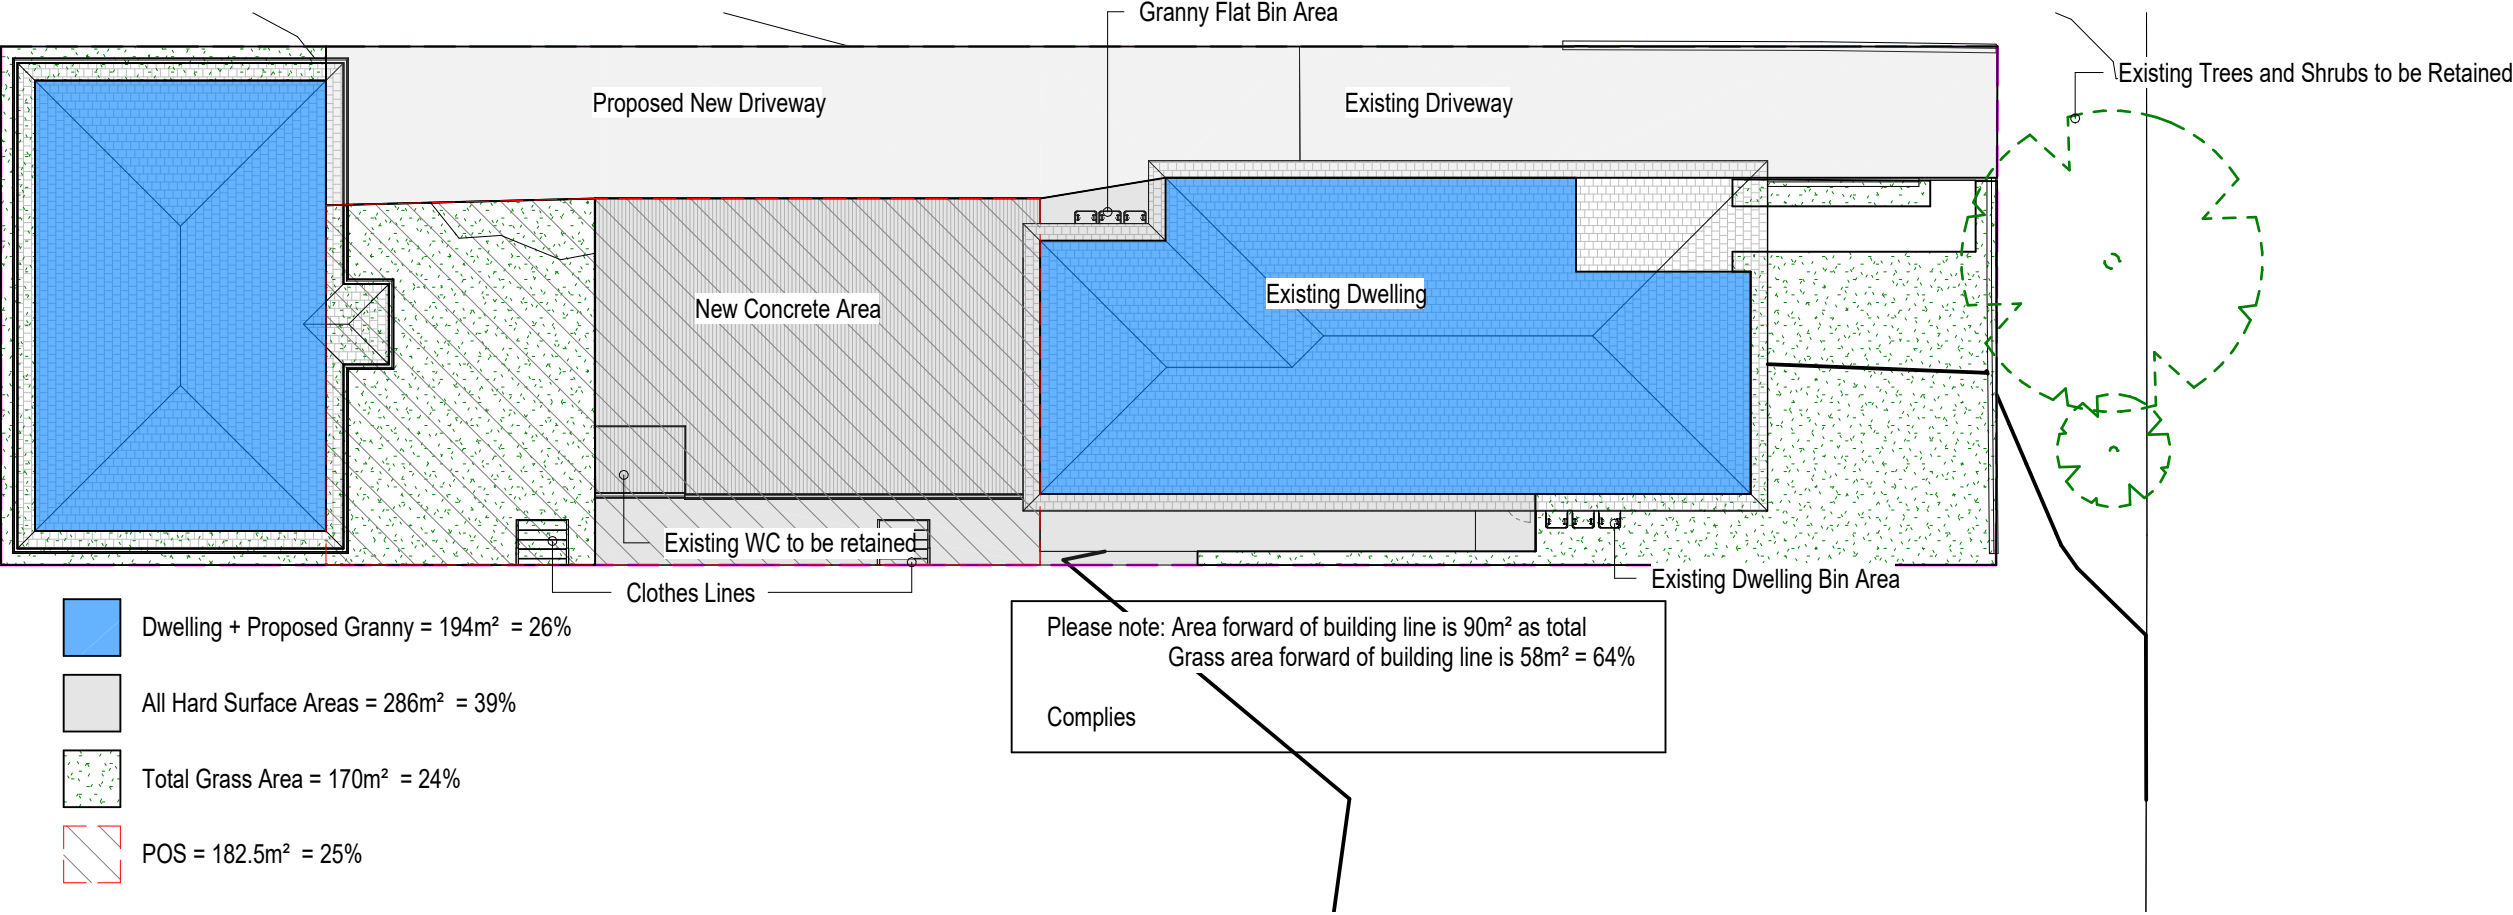 Granny Flat Bin Area
Existing Trees and Shrubs to be Retained
Proposed New Driveway
Existing Driveway
Existing Dwelling
New Concrete Area
Existing WC to be retained
Existing Dwelling Bin Area
Clothes Lines
Dwelling + Proposed Granny = 194m² = 26%
All Hard Surface Areas = 286m² = 39%
Total Grass Area = 170m² = 24%
POS = 182.5m² = 25%
Please note: Area forward of building line is 90m² as total
Grass area forward of building line is 58m² = 64%
Complies